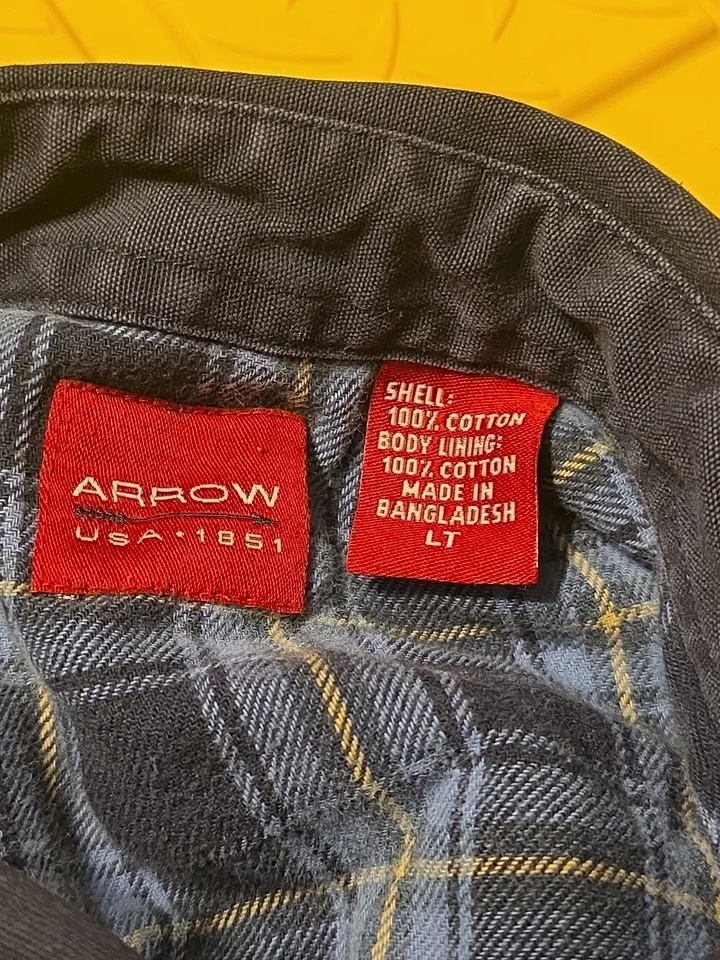 ARROW
USA • 1851
SHELL:
100% COTTON
BODY LINING:
100% COTTON
MADE IN
BANGLADESH
LT